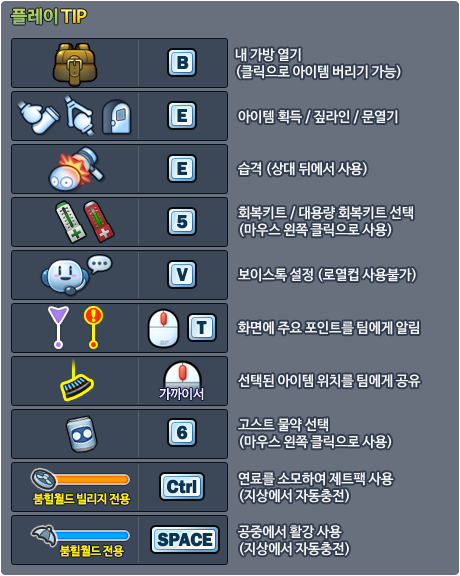 플레이 TIP
B
내 가방 열기
(클릭으로 아이템 버리기 가능)
E
아이템 획득 / 짚라인 / 문열기
E
습격 (상대 뒤에서 사용)
5
회복키트 / 대용량 회복키트 선택
(마우스 왼쪽 클릭으로 사용)
V
보이스톡 설정 (로열컵 사용불가)
T
화면에 주요 포인트를 팀에게 알림
가까이서
선택된 아이템 위치를 팀에게 공유
6
고스트 물약 선택
(마우스 왼쪽 클릭으로 사용)
붐힐월드 빌리지 전용
Ctrl
연료를 소모하여 제트팩 사용
(지상에서 자동충전)
붐힐월드 전용
SPACE
공중에서 활강 사용
(지상에서 자동충전)